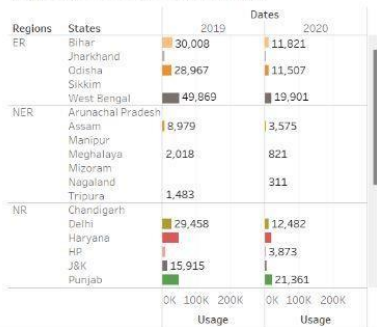 Dates
Regions States 2019 2020
ER Bihar 30,008 11,821
Jharkhand
Odisha 28,967 11,507
Sikkim
West Bengal 49,869 19,901
NER Arunachal Pradesh
Assam 8,979 3,575
Manipur
Meghalaya 2,018 821
Mizoram
Nagaland 311
Tripura 1,483
NR Chandigarh
Delhi 29,458 12,482
Haryana
HP 3,873
J&K 15,915
Punjab 21,361
0K 100K 200K 0K 100K 200K
Usage Usage